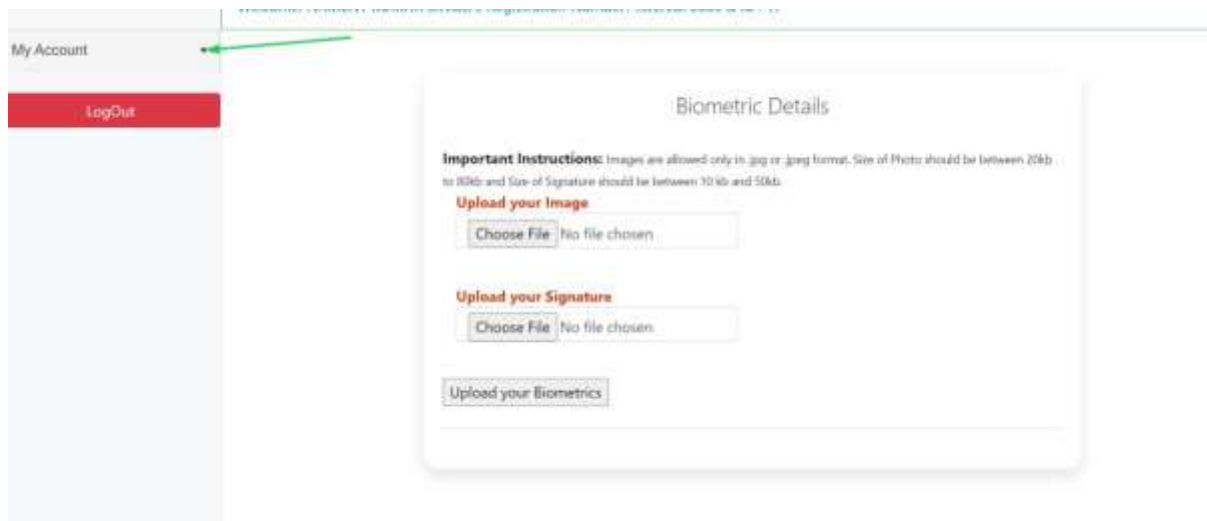 My Account
LogOut
Biometric Details
Important Instructions: Images are allowed only in .jpg or .jpeg format. Size of Photo should be between 20kb
to 80kb and Size of Signature should be between 10 kb and 50kb.
Upload your Image
Choose File No file chosen
Upload your Signature
Choose File No file chosen
Upload your Biometrics